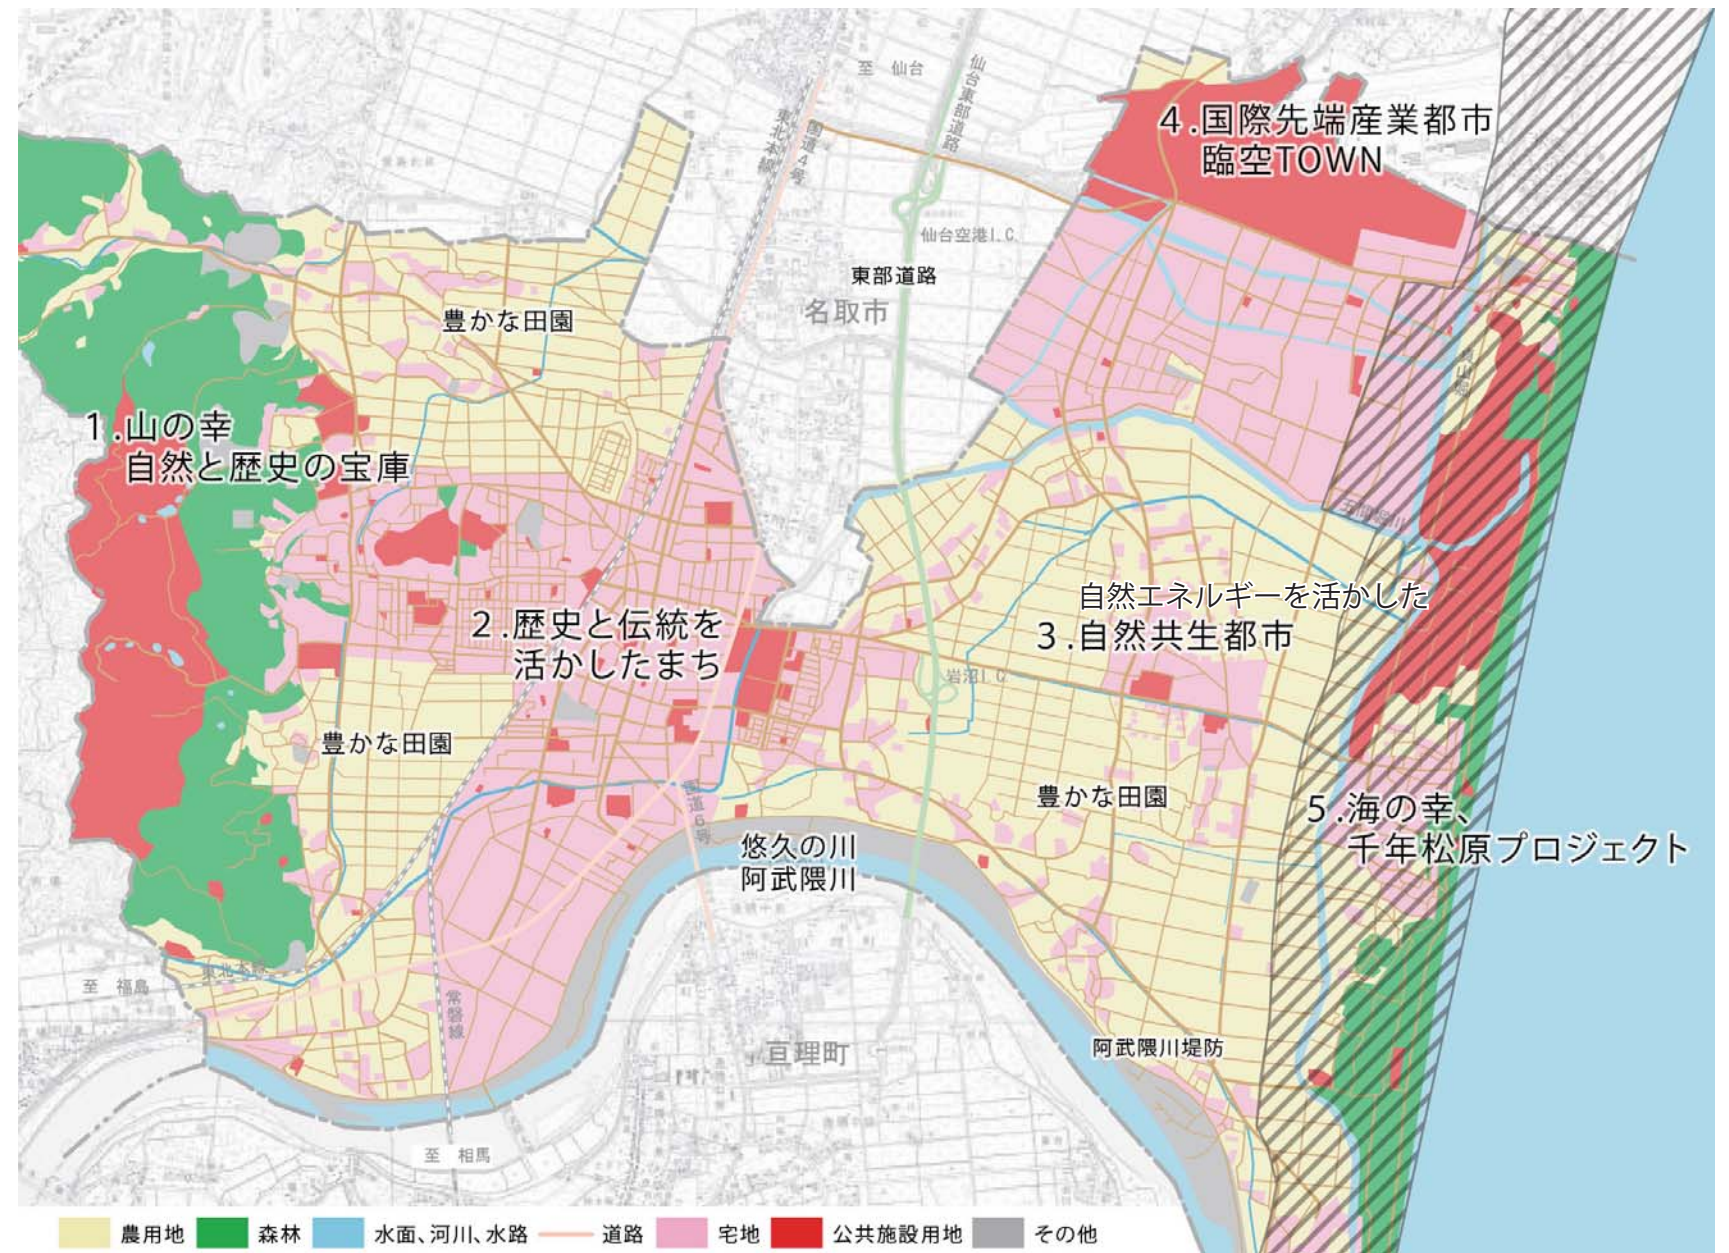 至 仙台
仙台東部道路
国道4号
東北本線
4.国際先端産業都市
臨空TOWN
仙台空港I.C.
東部道路
名取市
豊かな田園
1.山の幸
自然と歴史の宝庫
自然エネルギーを活かした
3.自然共生都市
2.歴史と伝統を
活かしたまち
岩沼I.C.
豊かな田園
豊かな田園
国道6号
5.海の幸、
千年松原プロジェクト
悠久の川
阿武隈川
東北本線
至 福島
常磐線
亘理町
阿武隈川堤防
至 相馬
農用地
森林
水面、河川、水路
道路
宅地
公共施設用地
その他